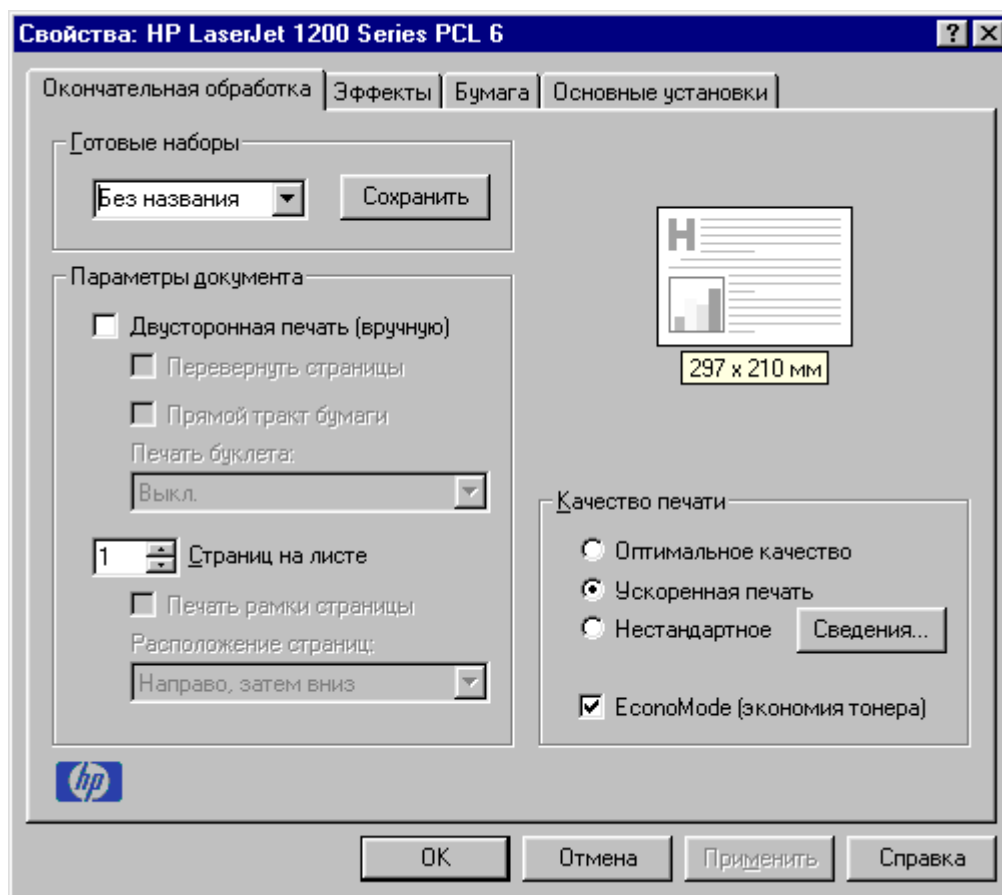 Свойства: HP LaserJet 1200 Series PCL 6
Окончательная обработка Эффекты Бумага Основные установки
Готовые наборы
Без названия Сохранить
H
297 x 210 мм
Параметры документа
Двусторонная печать (вручную)
Перевернуть страницы
Прямой тракт бумаги
Печать буклета:
Выкл.
1 Страниц на листе
Печать рамки страницы
Расположение страниц:
Направо, затем вниз
Качество печати
Оптимальное качество
Ускоренная печать
Нестандартное Сведения...
EconoMode (экономия тонера)
hp
OK Отмена Применить Справка